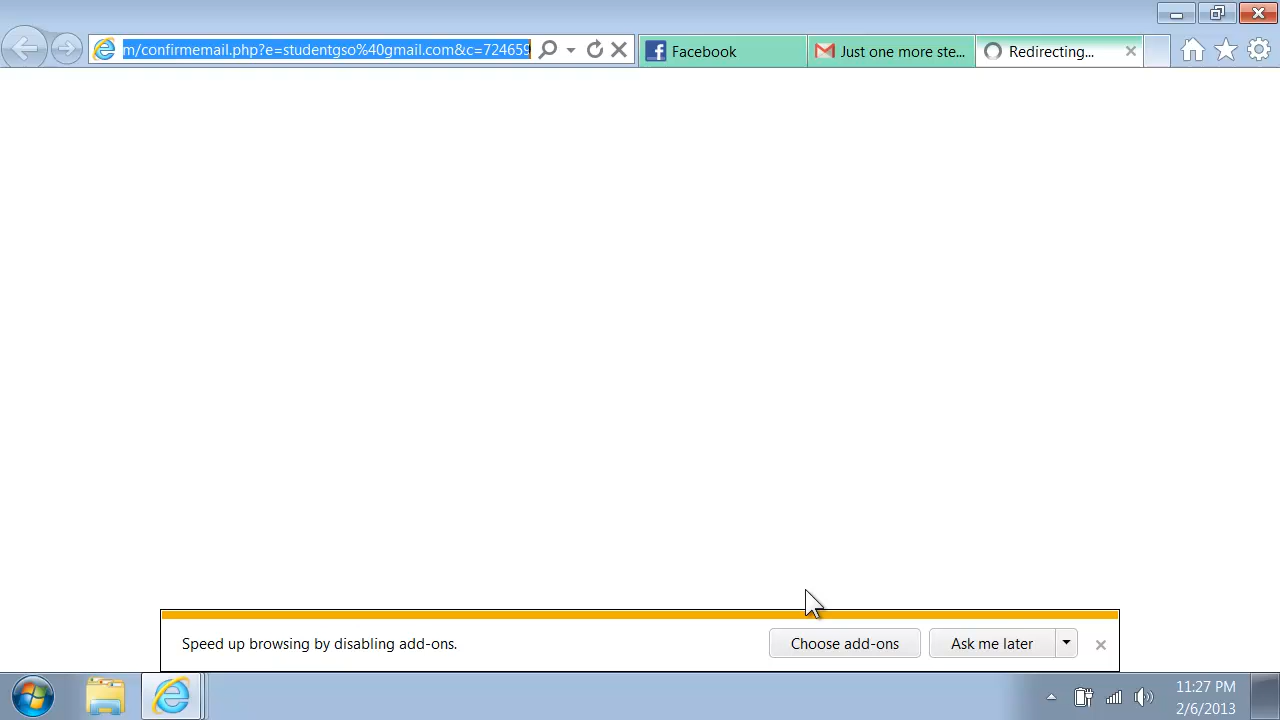 m/confirmemail.php?e=studentgso%40gmail.com&c=724659
Facebook
Just one more ste...
Redirecting...
Speed up browsing by disabling add-ons.
Choose add-ons
Ask me later
11:27 PM
2/6/2013